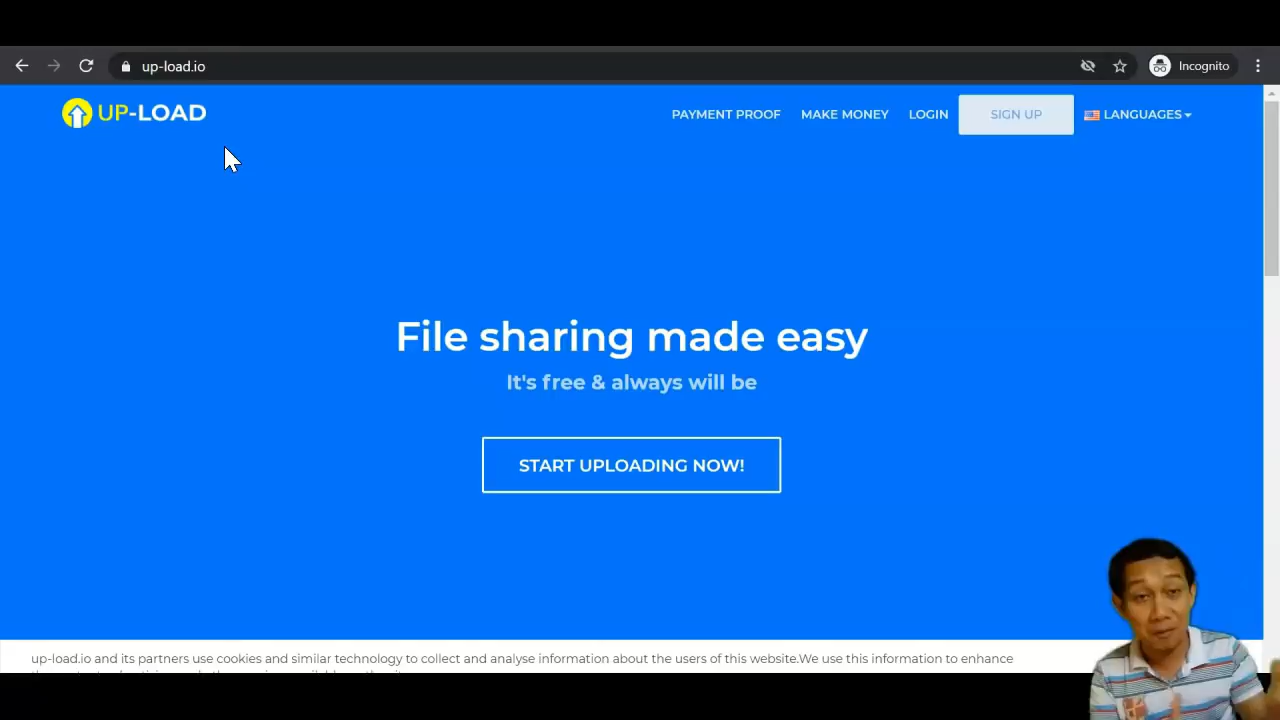 up-load.io
Incognito
UP-LOAD
PAYMENT PROOF
MAKE MONEY
LOGIN
SIGN UP
LANGUAGES
File sharing made easy
It's free & always will be
START UPLOADING NOW!
up-load.io and its partners use cookies and similar technology to collect and analyse information about the users of this website.We use this information to enhance